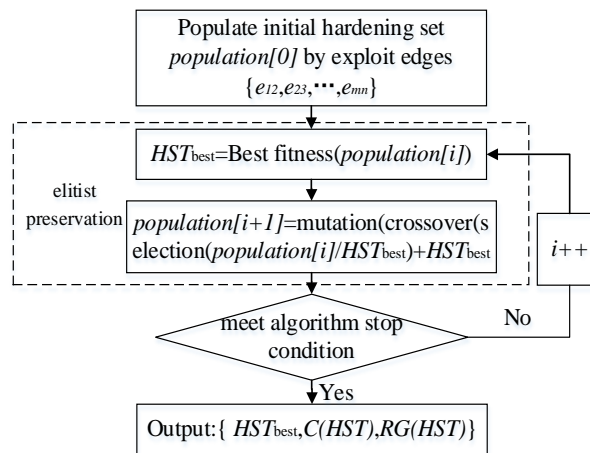 Populate initial hardening set
population[0] by exploit edges
{e12,e23,⋯,emn}
HSTbest=Best fitness(population[i])
elitist
preservation
population[i+1]=mutation(crossover(s
election(population[i]/HSTbest)+HSTbest
i++
meet algorithm stop
condition
No
Yes
Output:{ HSTbest,C(HST),RG(HST)}